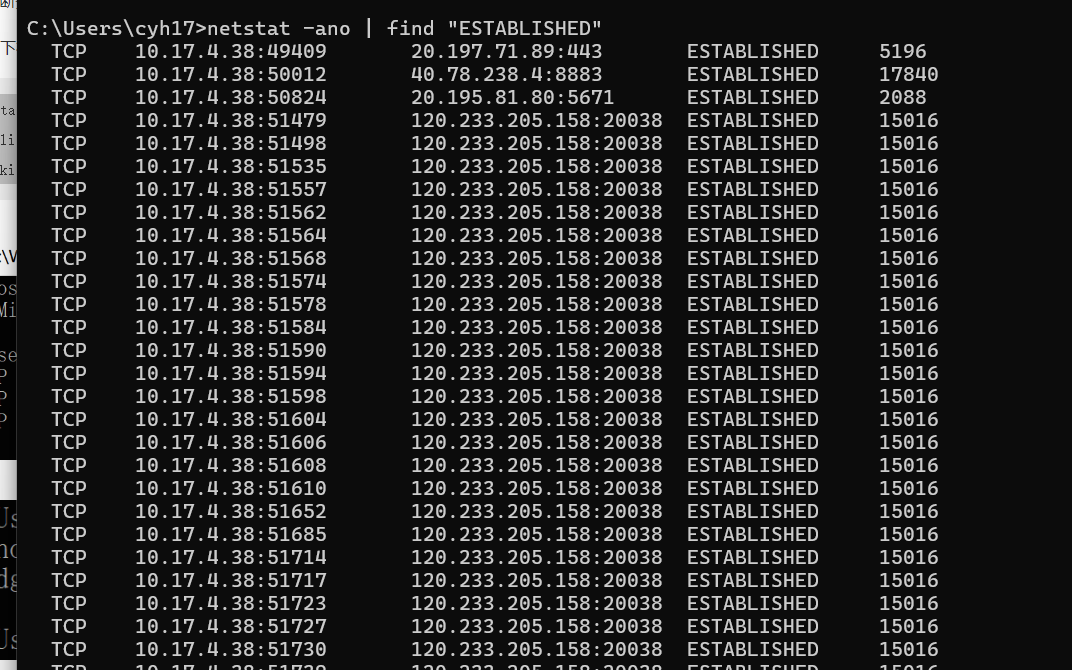 C:\Users\cyh17>netstat -ano | find "ESTABLISHED"
TCP 10.17.4.38:49409 20.197.71.89:443 ESTABLISHED 5196
TCP 10.17.4.38:50012 40.78.238.4:8883 ESTABLISHED 17840
TCP 10.17.4.38:50824 20.195.81.80:5671 ESTABLISHED 2088
TCP 10.17.4.38:51479 120.233.205.158:20038 ESTABLISHED 15016
TCP 10.17.4.38:51498 120.233.205.158:20038 ESTABLISHED 15016
TCP 10.17.4.38:51535 120.233.205.158:20038 ESTABLISHED 15016
TCP 10.17.4.38:51557 120.233.205.158:20038 ESTABLISHED 15016
TCP 10.17.4.38:51562 120.233.205.158:20038 ESTABLISHED 15016
TCP 10.17.4.38:51564 120.233.205.158:20038 ESTABLISHED 15016
TCP 10.17.4.38:51568 120.233.205.158:20038 ESTABLISHED 15016
TCP 10.17.4.38:51574 120.233.205.158:20038 ESTABLISHED 15016
TCP 10.17.4.38:51578 120.233.205.158:20038 ESTABLISHED 15016
TCP 10.17.4.38:51584 120.233.205.158:20038 ESTABLISHED 15016
TCP 10.17.4.38:51590 120.233.205.158:20038 ESTABLISHED 15016
TCP 10.17.4.38:51594 120.233.205.158:20038 ESTABLISHED 15016
TCP 10.17.4.38:51598 120.233.205.158:20038 ESTABLISHED 15016
TCP 10.17.4.38:51604 120.233.205.158:20038 ESTABLISHED 15016
TCP 10.17.4.38:51606 120.233.205.158:20038 ESTABLISHED 15016
TCP 10.17.4.38:51608 120.233.205.158:20038 ESTABLISHED 15016
TCP 10.17.4.38:51610 120.233.205.158:20038 ESTABLISHED 15016
TCP 10.17.4.38:51652 120.233.205.158:20038 ESTABLISHED 15016
TCP 10.17.4.38:51685 120.233.205.158:20038 ESTABLISHED 15016
TCP 10.17.4.38:51714 120.233.205.158:20038 ESTABLISHED 15016
TCP 10.17.4.38:51717 120.233.205.158:20038 ESTABLISHED 15016
TCP 10.17.4.38:51723 120.233.205.158:20038 ESTABLISHED 15016
TCP 10.17.4.38:51727 120.233.205.158:20038 ESTABLISHED 15016
TCP 10.17.4.38:51730 120.233.205.158:20038 ESTABLISHED 15016